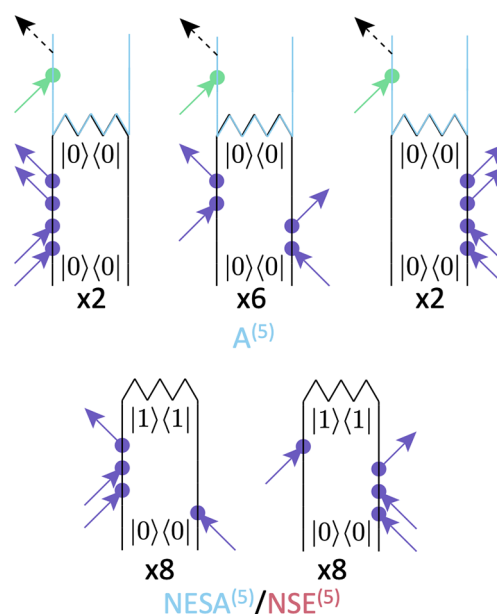 |0⟩⟨0| |0⟩⟨0| |0⟩⟨0|
|0⟩⟨0| |0⟩⟨0| |0⟩⟨0|
x2 x6 x2
A⁽⁵⁾
|1⟩⟨1| |1⟩⟨1|
|0⟩⟨0| |0⟩⟨0|
x8 x8
NESA⁽⁵⁾/NSE⁽⁵⁾